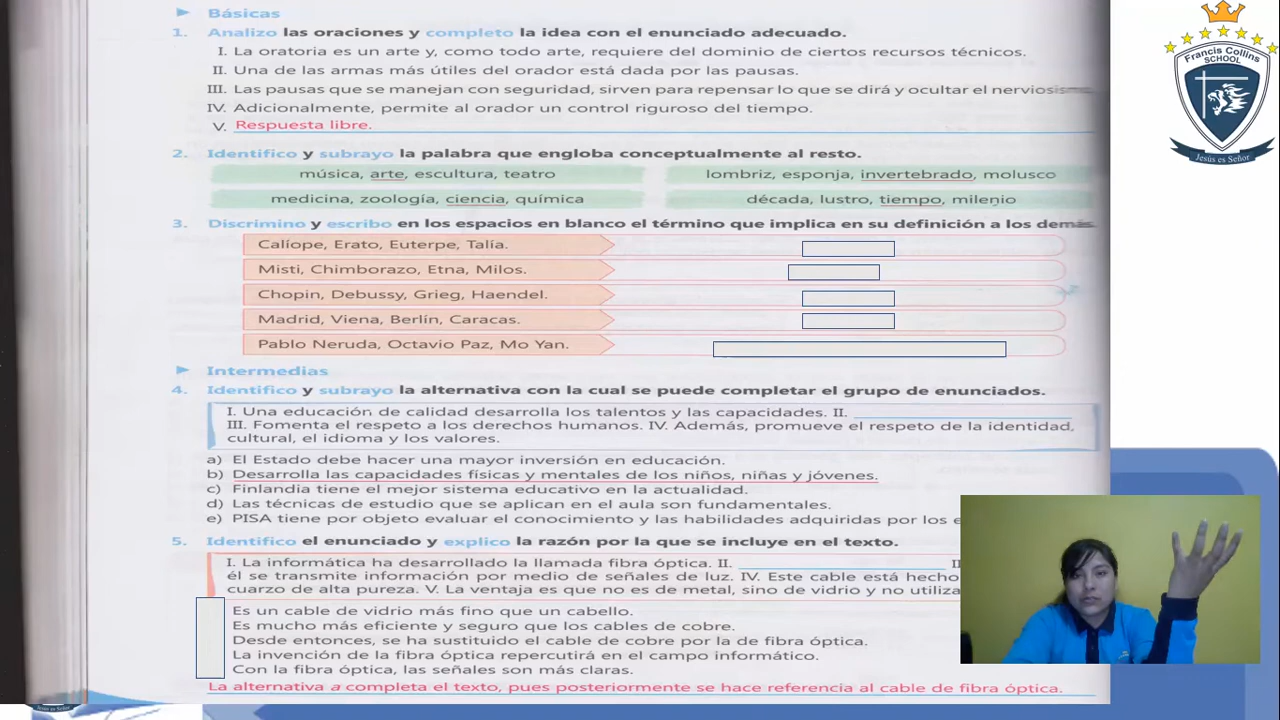 ► Básicas
1. Analizo las oraciones y completo la idea con el enunciado adecuado.
I. La oratoria es un arte y, como todo arte, requiere del dominio de ciertos recursos técnicos.
II. Una de las armas más útiles del orador está dada por las pausas.
III. Las pausas que se manejan con seguridad, sirven para repensar lo que se dirá y ocultar el
IV. Adicionalmente, permite al orador un control riguroso del tiempo.
V. Respuesta libre.
2. Identifico y subrayo la palabra que engloba conceptualmente al resto.
música, arte, escultura, teatro
lombriz, esponja, invertebrado, molusco
medicina, zoología, ciencia, química
década, lustro, tiempo, milenio
3. Discrimino y escribo en los espacios en blanco el término que implica en su definición a los demás
Calíope, Erato, Euterpe, Talía.
Misti, Chimborazo, Etna, Milos.
Chopin, Debussy, Grieg, Haendel.
Madrid, Viena, Berlín, Caracas.
Pablo Neruda, Octavio Paz, Mo Yan.
► Intermedias
4. Identifico y subrayo la alternativa con la cual se puede completar el grupo de enunciados.
I. Una educación de calidad desarrolla los talentos y las capacidades. II.
III. Fomenta el respeto a los derechos humanos. IV. Además, promueve el respeto de la identidad,
cultural, el idioma y los valores.
a) El Estado debe hacer una mayor inversión en educación.
b) Desarrolla las capacidades físicas y mentales de los niños, niñas y jóvenes.
c) Finlandia tiene el mejor sistema educativo en la actualidad.
d) Las técnicas de estudio que se aplican en el aula son fundamentales.
e) PISA tiene por objeto evaluar el conocimiento y las habilidades adquiridas por los e
5. Identifico el enunciado y explico la razón por la que se incluye en el texto.
I. La informática ha desarrollado la llamada fibra óptica. II. II
él se transmite información por medio de señales de luz. IV. Este cable está hecho
cuarzo de alta pureza. V. La ventaja es que no es de metal, sino de vidrio y no utiliza
Es un cable de vidrio más fino que un cabello.
Es mucho más eficiente y seguro que los cables de cobre.
Desde entonces, se ha sustituido el cable de cobre por la de fibra óptica.
La invención de la fibra óptica repercutirá en el campo informático.
Con la fibra óptica, las señales son más claras.
La alternativa a completa el texto, pues posteriormente se hace referencia al cable de fibra óptica.
Francis Collins
SCHOOL
Jesús es Señor